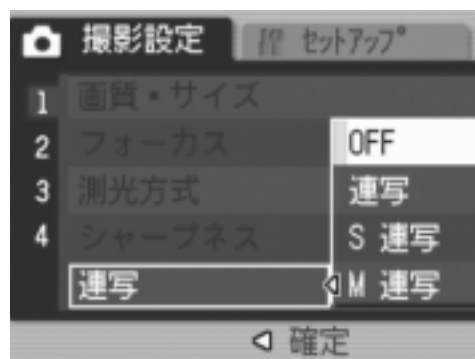 撮影設定 セットアップ
1 画質・サイズ
2 フォーカス OFF
3 測光方式 連写
4 シャープネス S 連写
連写 M 連写
確定